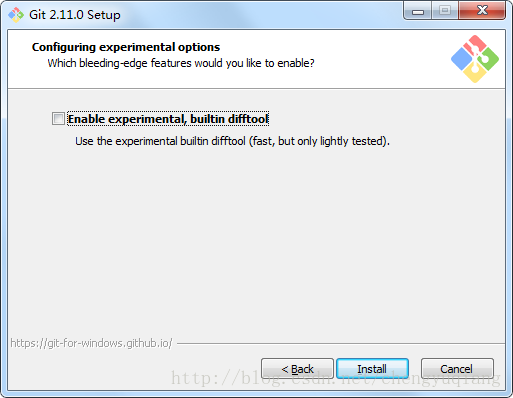 Git 2.11.0 Setup
Configuring experimental options
Which bleeding-edge features would you like to enable?
Enable experimental, builtin difftool
Use the experimental builtin difftool (fast, but only lightly tested).
https://git-for-windows.github.io/
< Back
Install
Cancel
http://blog.csdn.net/chengyuqiang